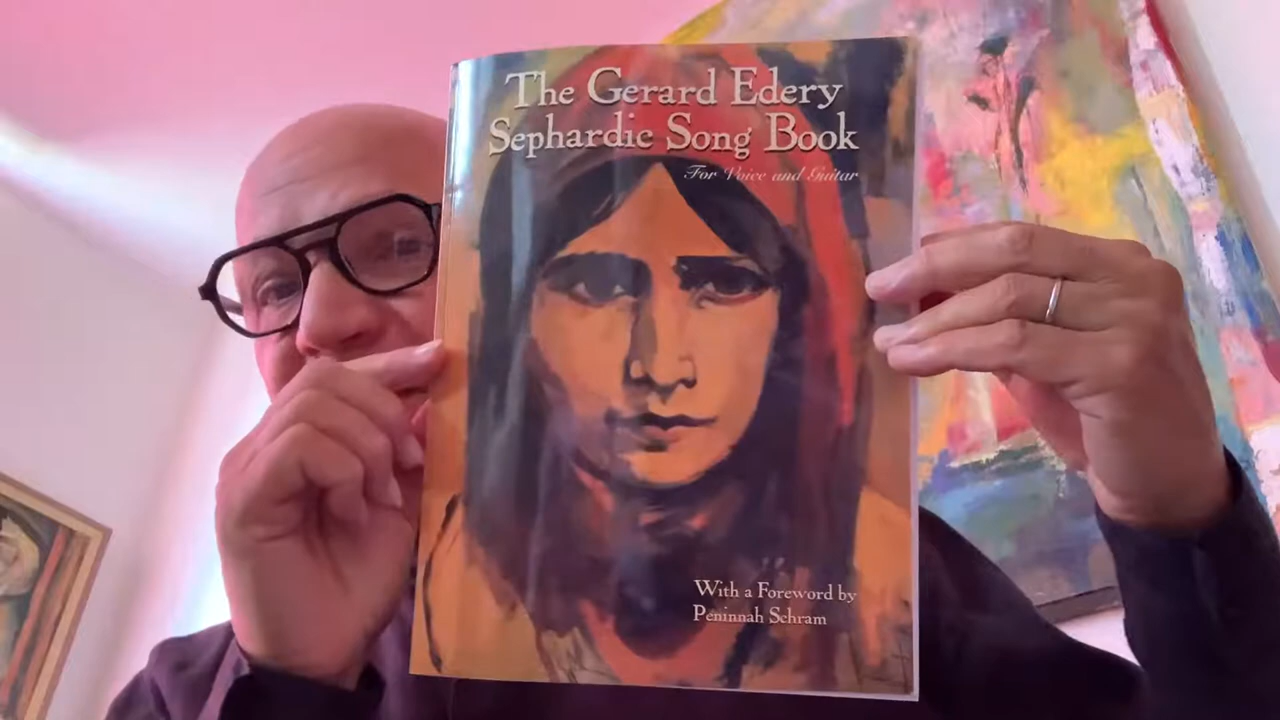 The Gerard Edery
Sephardic Song Book
For Voice and Guitar
With a Foreword by
Peninnah Schram